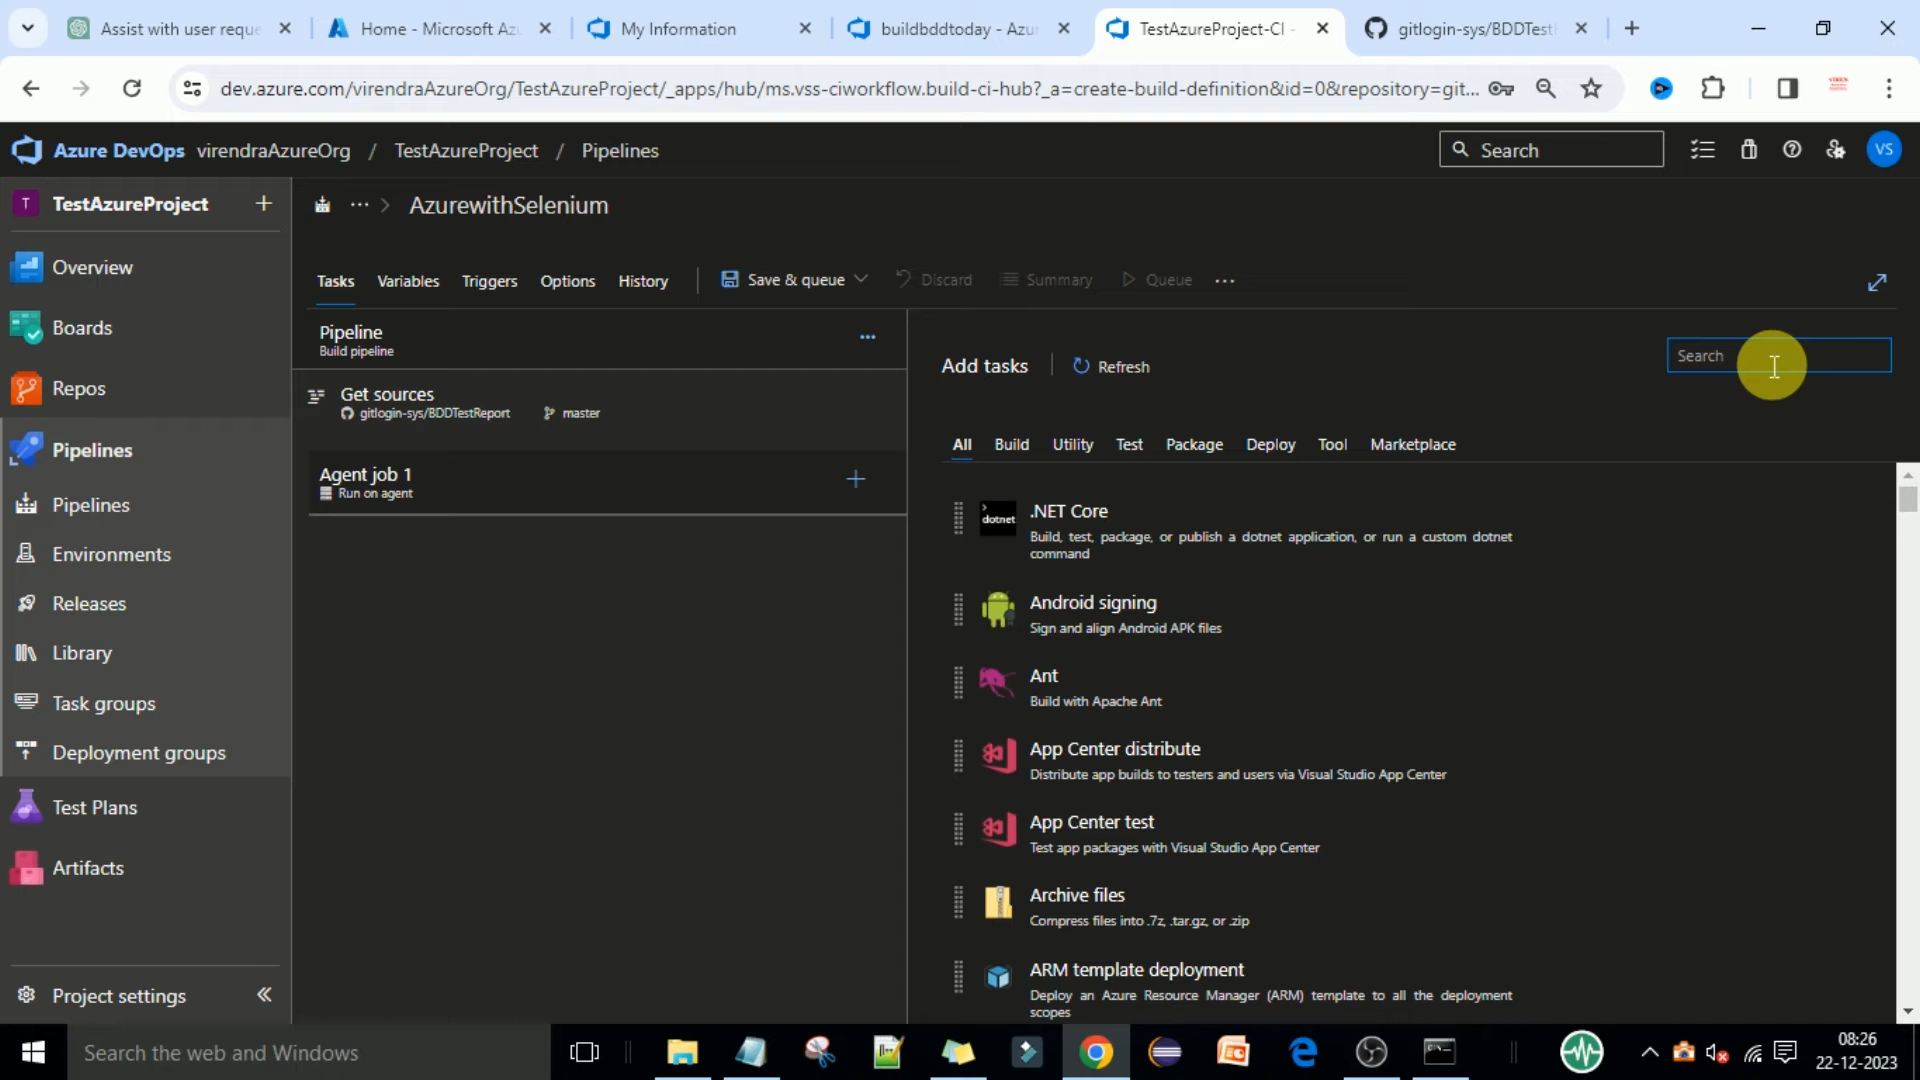 Assist with user reque
Home - Microsoft Az
My Information
buildbddtoday - Azu
TestAzureProject-CI -
gitlogin-sys/BDDTest
dev.azure.com/virendraAzureOrg/TestAzureProject/_apps/hub/ms.vss-ciworkflow.build-ci-hub?_a=create-build-definition&id=0&repository=git...
Azure DevOps virendraAzureOrg / TestAzureProject / Pipelines
Search
VS
T TestAzureProject
AzurewithSelenium
Overview
Boards
Repos
Pipelines
Pipelines
Environments
Releases
Library
Task groups
Deployment groups
Test Plans
Artifacts
Project settings
Tasks Variables Triggers Options History Save & queue Discard Summary Queue
Pipeline
Build pipeline
Get sources
gitlogin-sys/BDDTestReport master
Agent job 1
Run on agent
Add tasks Refresh
Search
All Build Utility Test Package Deploy Tool Marketplace
dotnet
.NET Core
Build, test, package, or publish a dotnet application, or run a custom dotnet
command
Android signing
Sign and align Android APK files
Ant
Build with Apache Ant
App Center distribute
Distribute app builds to testers and users via Visual Studio App Center
App Center test
Test app packages with Visual Studio App Center
Archive files
Compress files into .7z, .tar.gz, or .zip
ARM template deployment
Deploy an Azure Resource Manager (ARM) template to all the deployment
scopes
Search the web and Windows
08:26
22-12-2023